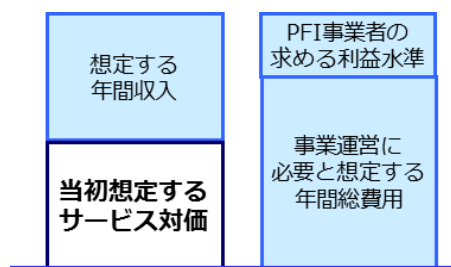 想定する
年間収入
当初想定する
サービス対価
PFI事業者の
求める利益水準
事業運営に
必要と想定する
年間総費用